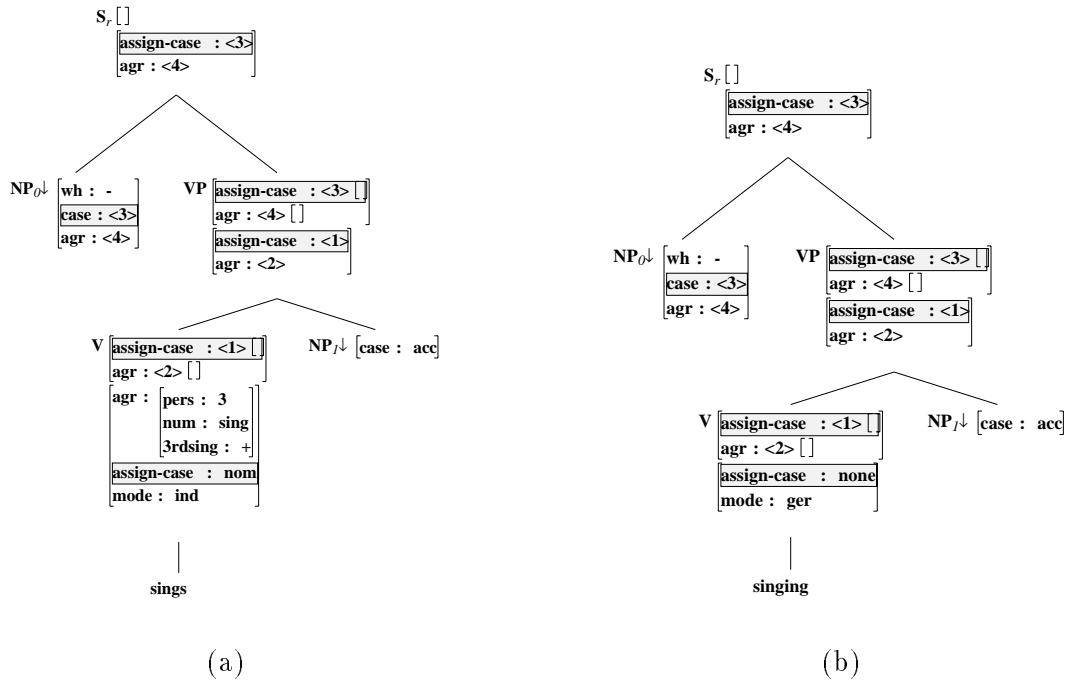 S_r []
assign-case : <3>
agr : <4>
NP_0↓ wh : -
case : <3>
agr : <4>
VP assign-case : <3> []
agr : <4> []
assign-case : <1>
agr : <2>
V assign-case : <1> []
agr : <2> []
agr : pers : 3
num : sing
3rdsing : +
assign-case : nom
mode : ind
NP_1↓ [case : acc]
sings
(a)
S_r []
assign-case : <3>
agr : <4>
NP_0↓ wh : -
case : <3>
agr : <4>
VP assign-case : <3> []
agr : <4> []
assign-case : <1>
agr : <2>
V assign-case : <1> []
agr : <2> []
assign-case : none
mode : ger
NP_1↓ [case : acc]
singing
(b)